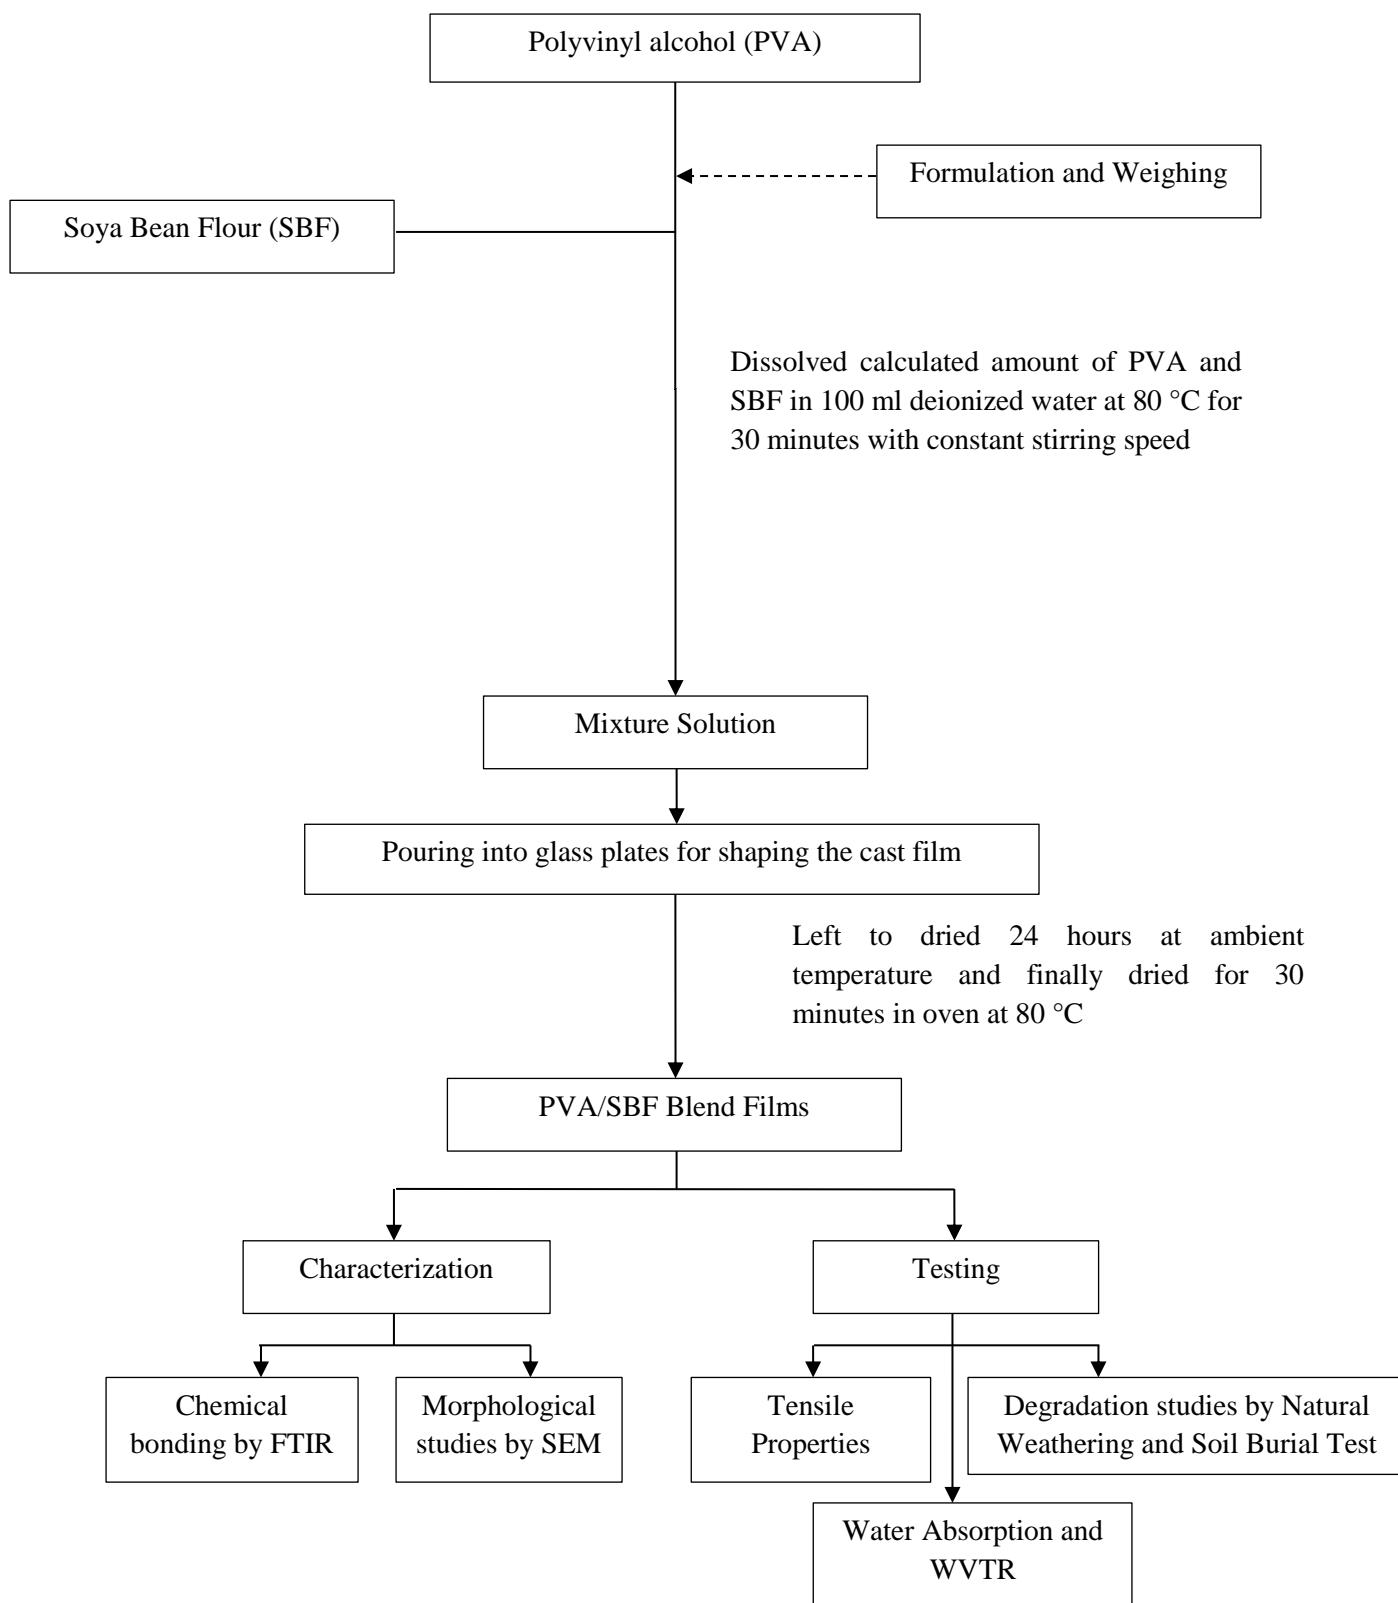 Polyvinyl alcohol (PVA)
Formulation and Weighing
Soya Bean Flour (SBF)
Dissolved calculated amount of PVA and
SBF in 100 ml deionized water at 80 °C for
30 minutes with constant stirring speed
Mixture Solution
Pouring into glass plates for shaping the cast film
Left to dried 24 hours at ambient
temperature and finally dried for 30
minutes in oven at 80 °C
PVA/SBF Blend Films
Characterization
Testing
Chemical
bonding by FTIR
Morphological
studies by SEM
Tensile
Properties
Degradation studies by Natural
Weathering and Soil Burial Test
Water Absorption and
WVTR